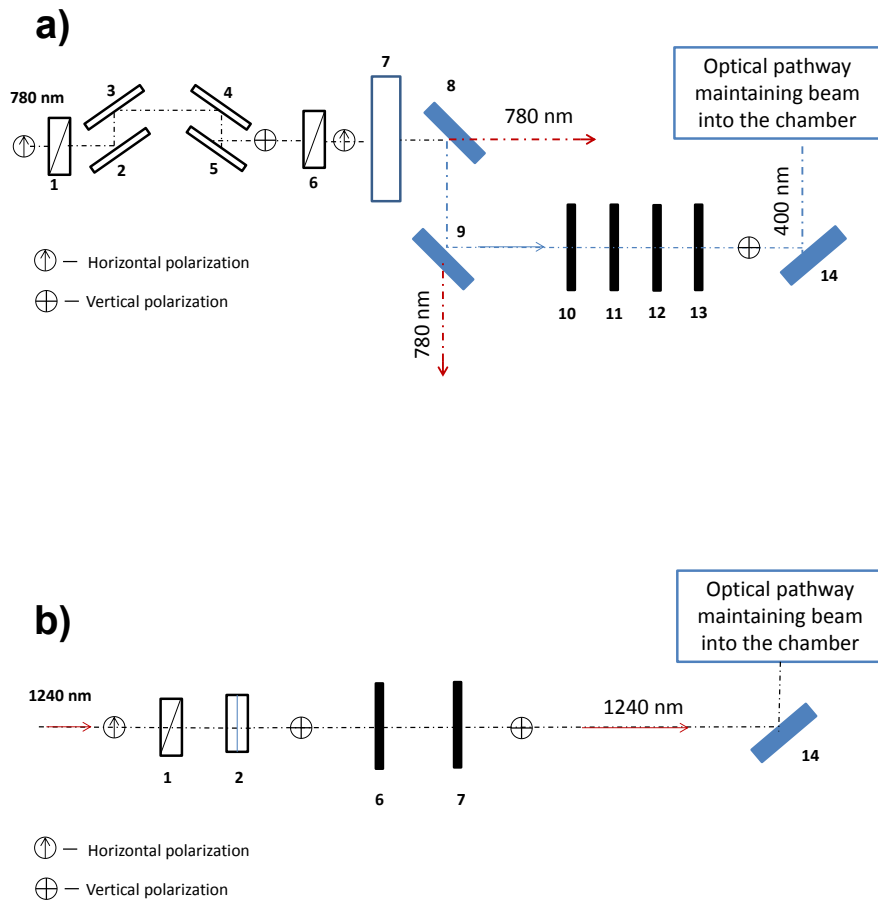 a)
7
3
4
8
Optical pathway
maintaining beam
into the chamber
780 nm
780 nm
1
2
5
6
400 nm
9
Horizontal polarization
14
Vertical polarization
10
11
12
13
780 nm
b)
Optical pathway
maintaining beam
into the chamber
1240 nm
1240 nm
1
2
6
7
14
Horizontal polarization
Vertical polarization